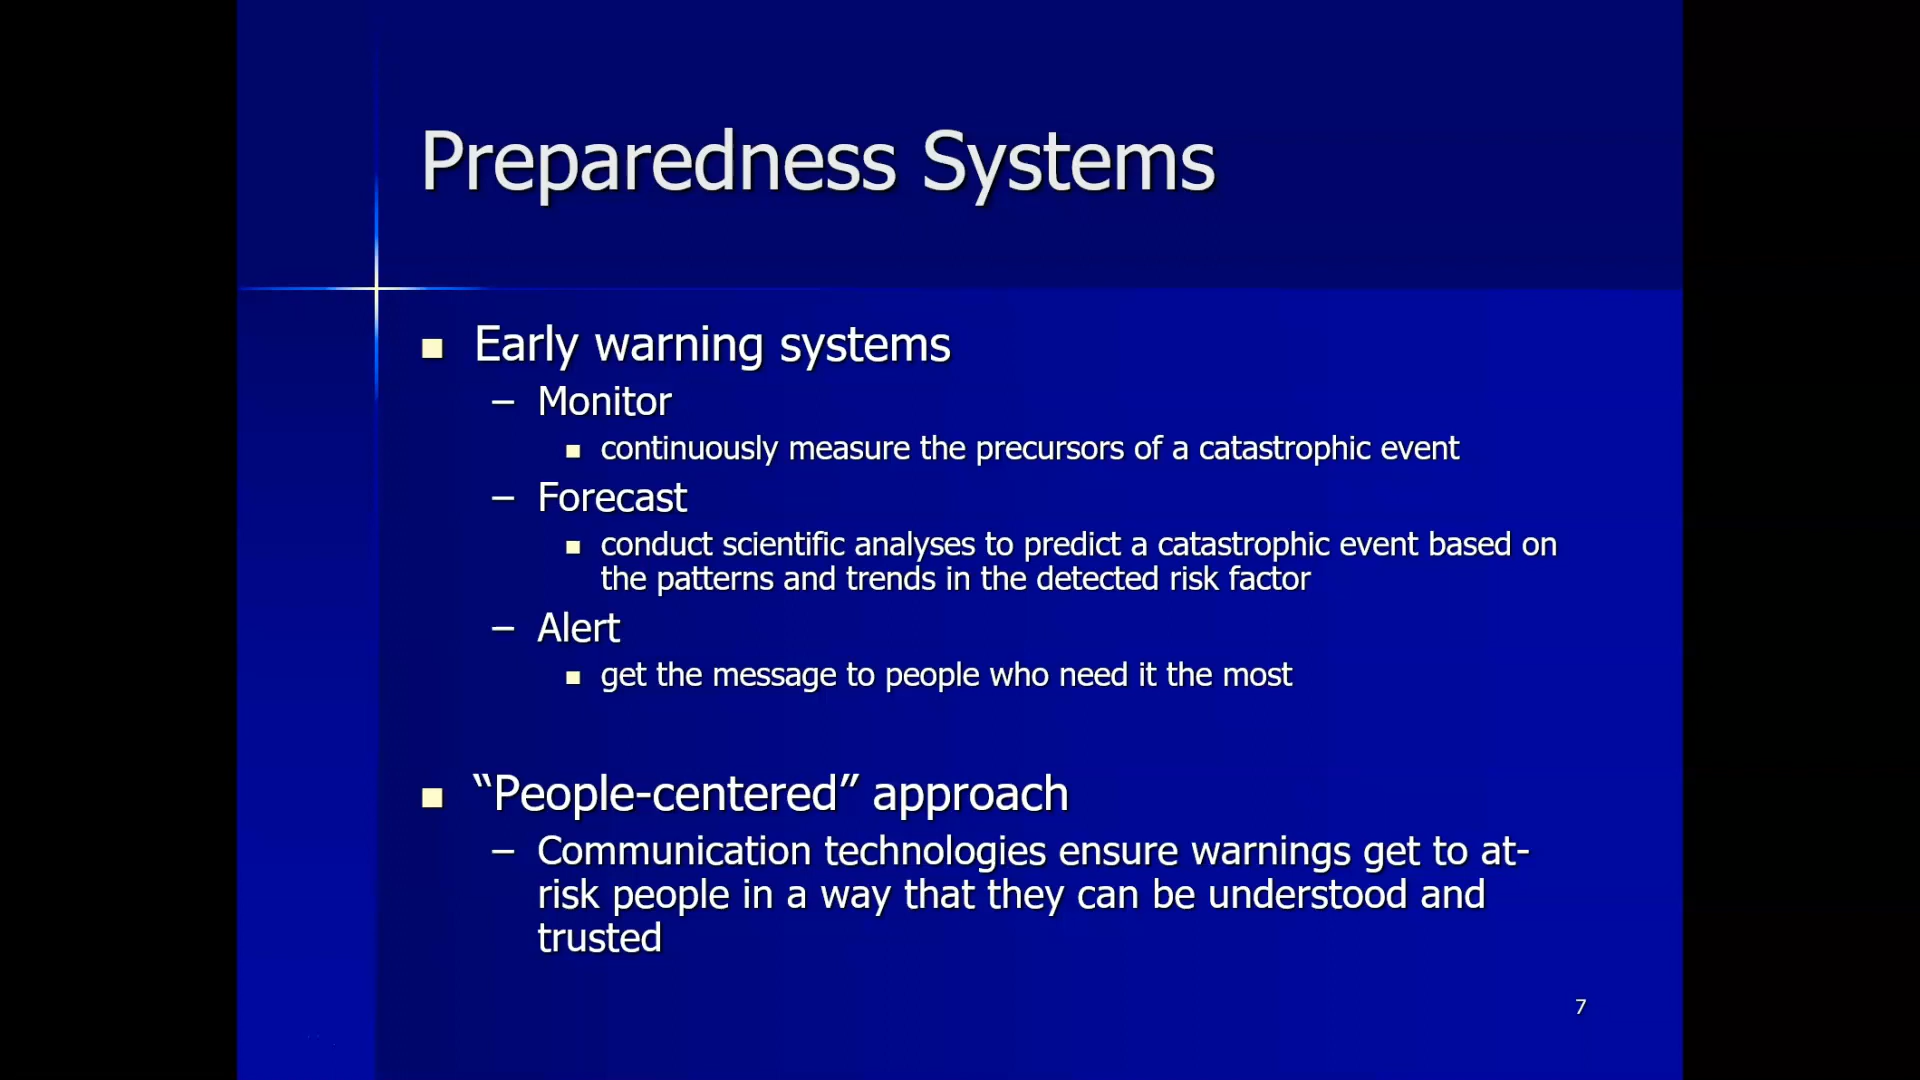 Preparedness Systems
Early warning systems
– Monitor
continuously measure the precursors of a catastrophic event
– Forecast
conduct scientific analyses to predict a catastrophic event based on
the patterns and trends in the detected risk factor
– Alert
get the message to people who need it the most
“People-centered” approach
– Communication technologies ensure warnings get to at-
risk people in a way that they can be understood and
trusted
7